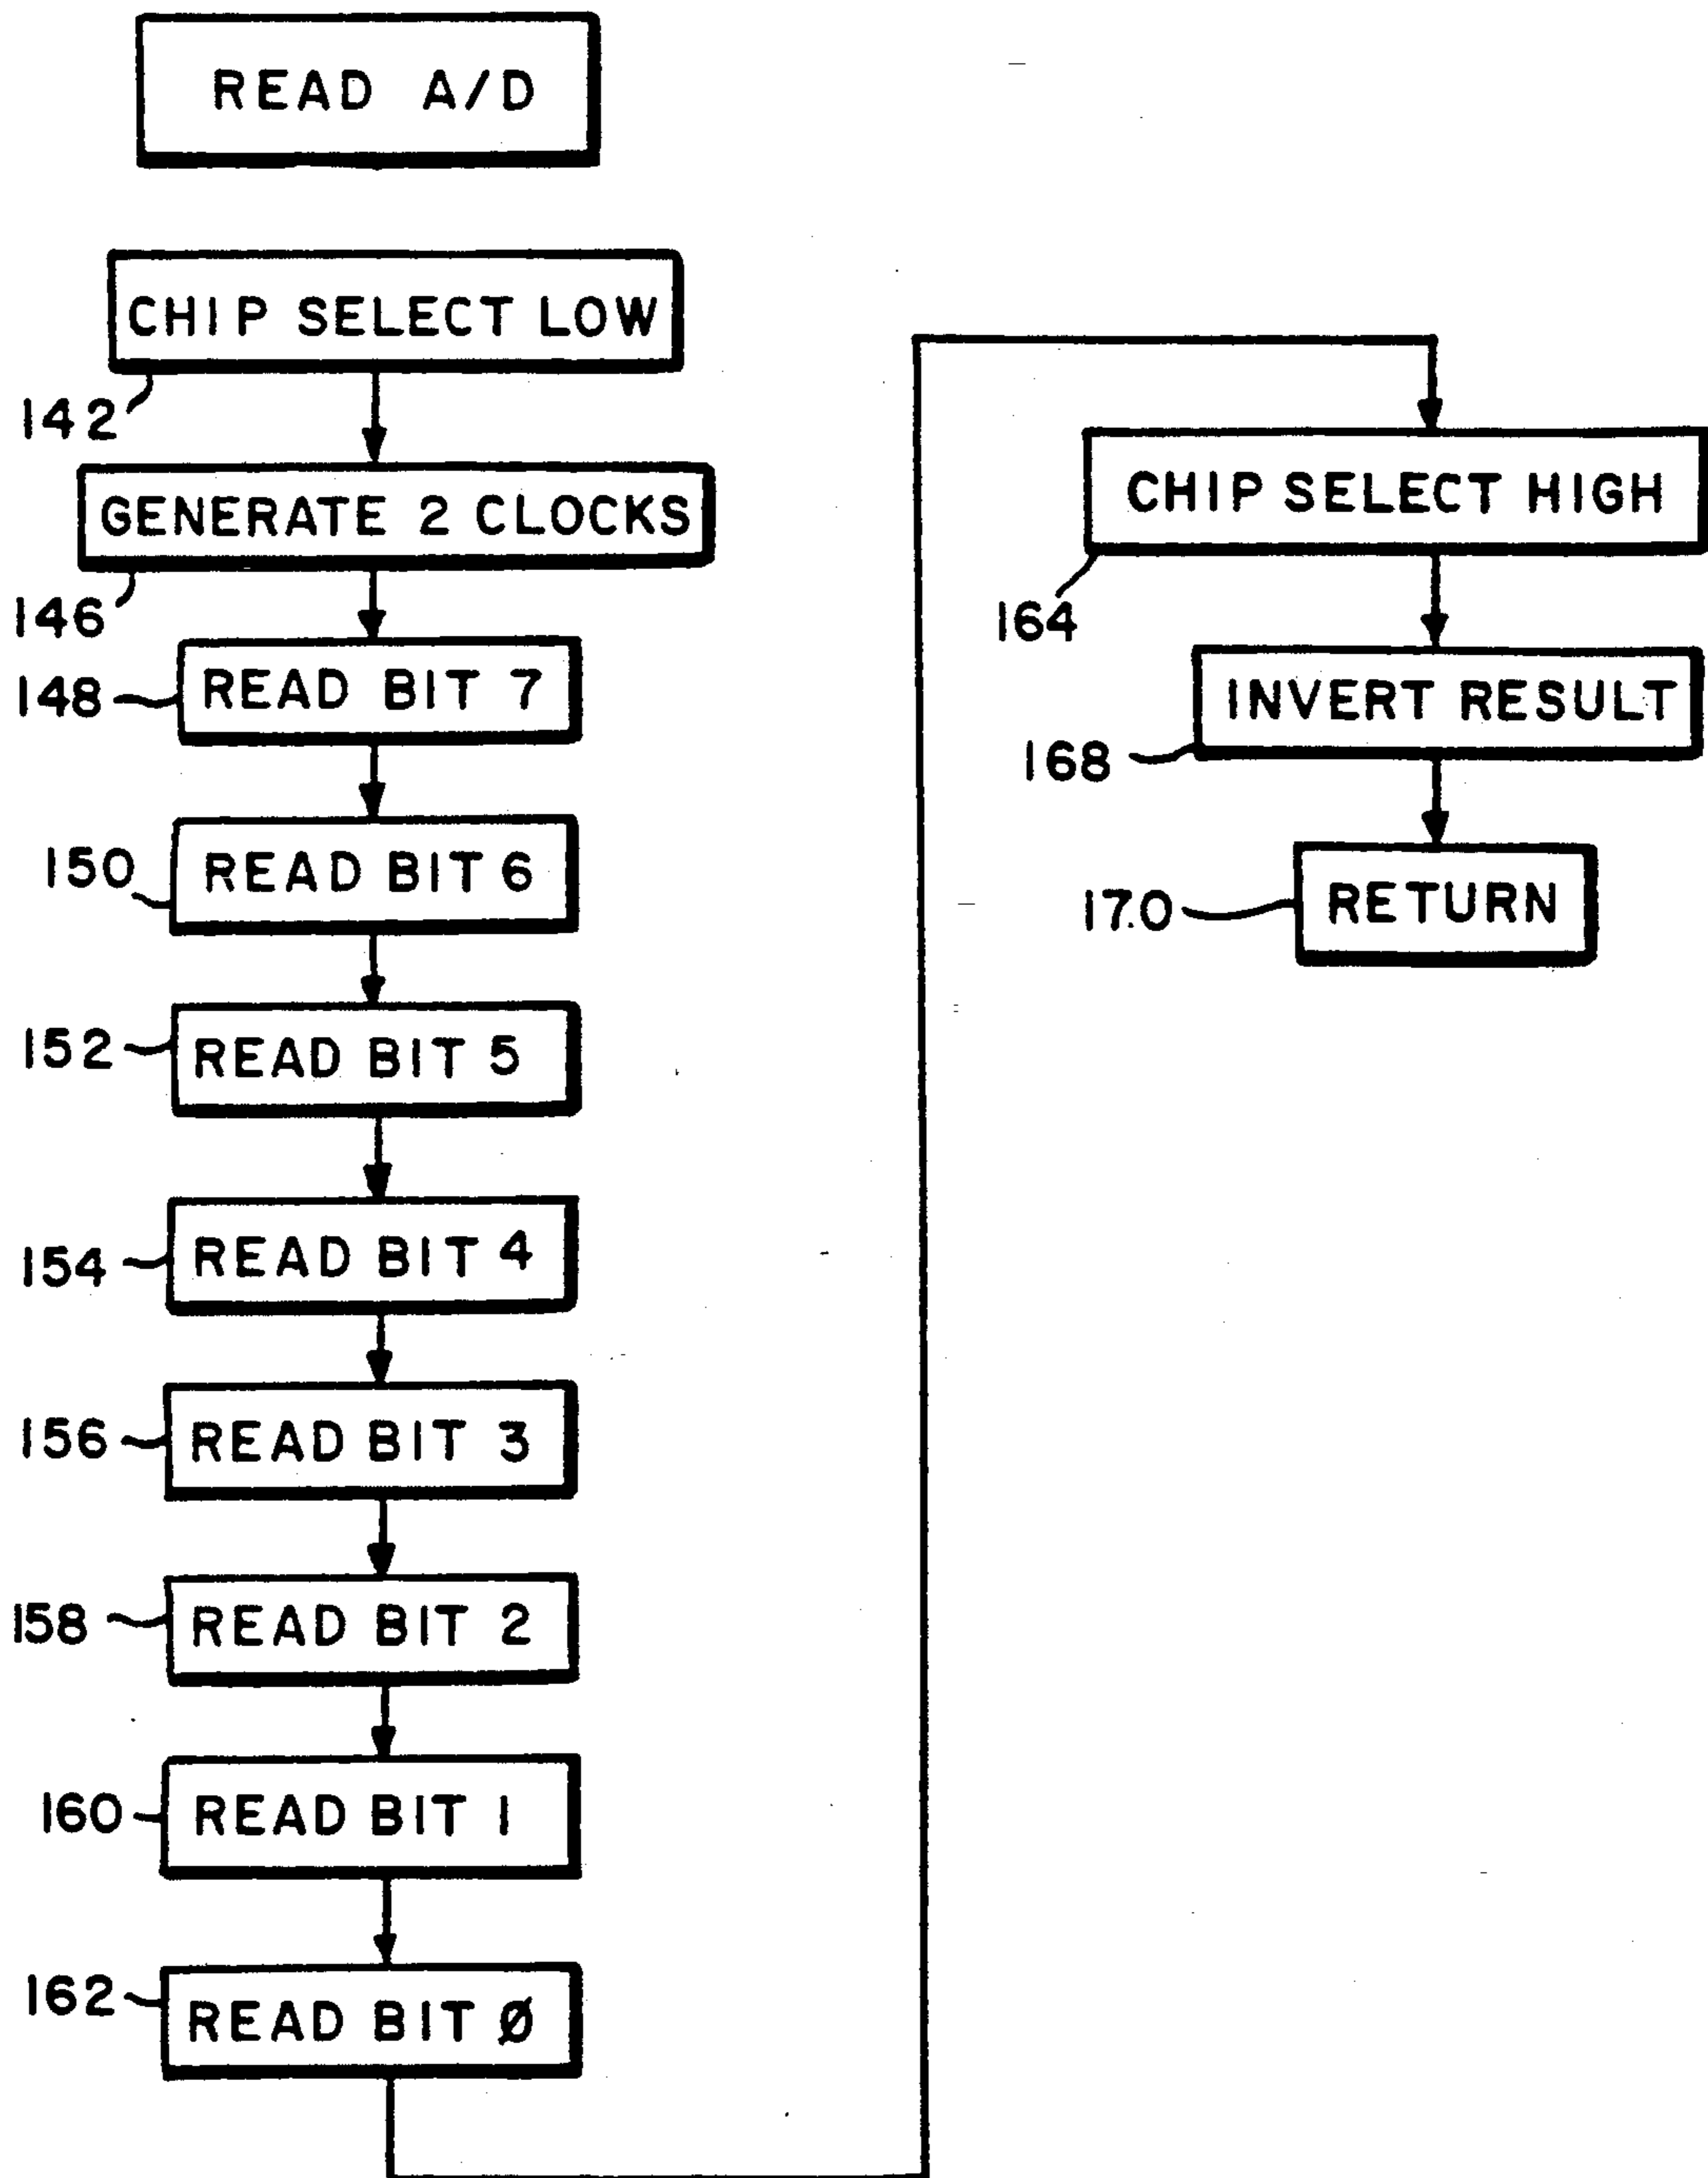 READ A/D
CHIP SELECT LOW
142
GENERATE 2 CLOCKS
146
READ BIT 7
148
READ BIT 6
150
READ BIT 5
152
READ BIT 4
154
READ BIT 3
156
READ BIT 2
158
READ BIT 1
160
READ BIT Ø
162
CHIP SELECT HIGH
164
INVERT RESULT
168
RETURN
170